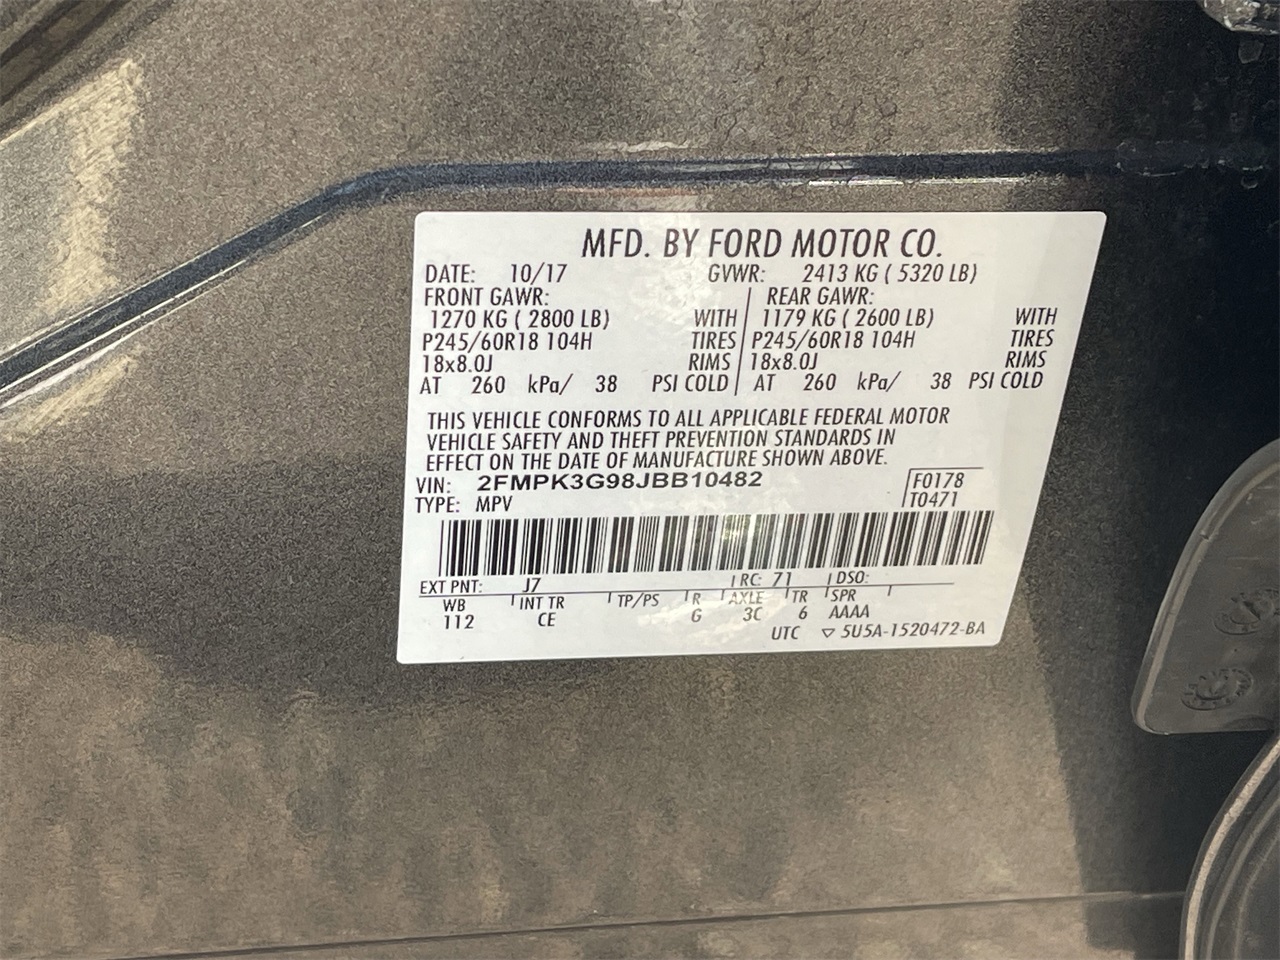 MFD. BY FORD MOTOR CO.
DATE: 10/17 GVWR: 2413 KG ( 5320 LB)
FRONT GAWR: REAR GAWR:
1270 KG ( 2800 LB) WITH 1179 KG ( 2600 LB) WITH
P245/60R18 104H TIRES P245/60R18 104H TIRES
18x8.0J RIMS 18x8.0J RIMS
AT 260 kPa/ 38 PSI COLD AT 260 kPa/ 38 PSI COLD
THIS VEHICLE CONFORMS TO ALL APPLICABLE FEDERAL MOTOR
VEHICLE SAFETY AND THEFT PREVENTION STANDARDS IN
EFFECT ON THE DATE OF MANUFACTURE SHOWN ABOVE.
VIN: 2FMPK3G98JBB10482 F0178
TYPE: MPV T0471
EXT PNT: J7 RC: 71 DSO:
WB INT TR TP/PS R AXLE TR SPR
112 CE G 3C 6 AAAA
UTC ▽ 5U5A-1520472-BA